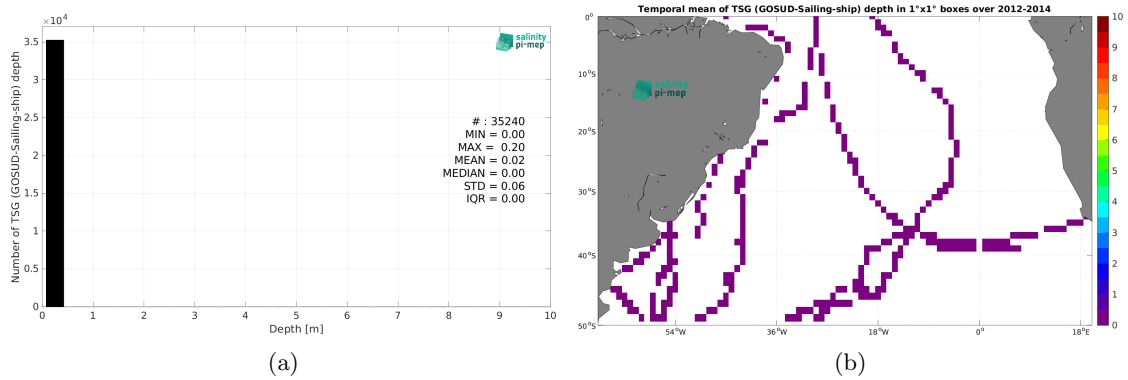 ×10⁴
3.5
3
2.5
2
1.5
1
0.5
0
Number of TSG (GOSUD-Sailing-ship) depth
0 1 2 3 4 5 6 7 8 9 10
Depth [m]
salinity
pi-mep
# : 35240
MIN = 0.00
MAX = 0.20
MEAN = 0.02
MEDIAN = 0.00
STD = 0.06
IQR = 0.00
(a)
Temporal mean of TSG (GOSUD-Sailing-ship) depth in 1°x1° boxes over 2012-2014
0°
10°S
20°S
30°S
40°S
50°S
54°W 36°W 18°W 0° 18°E
salinity
pi-mep
10
9
8
7
6
5
4
3
2
1
0
(b)